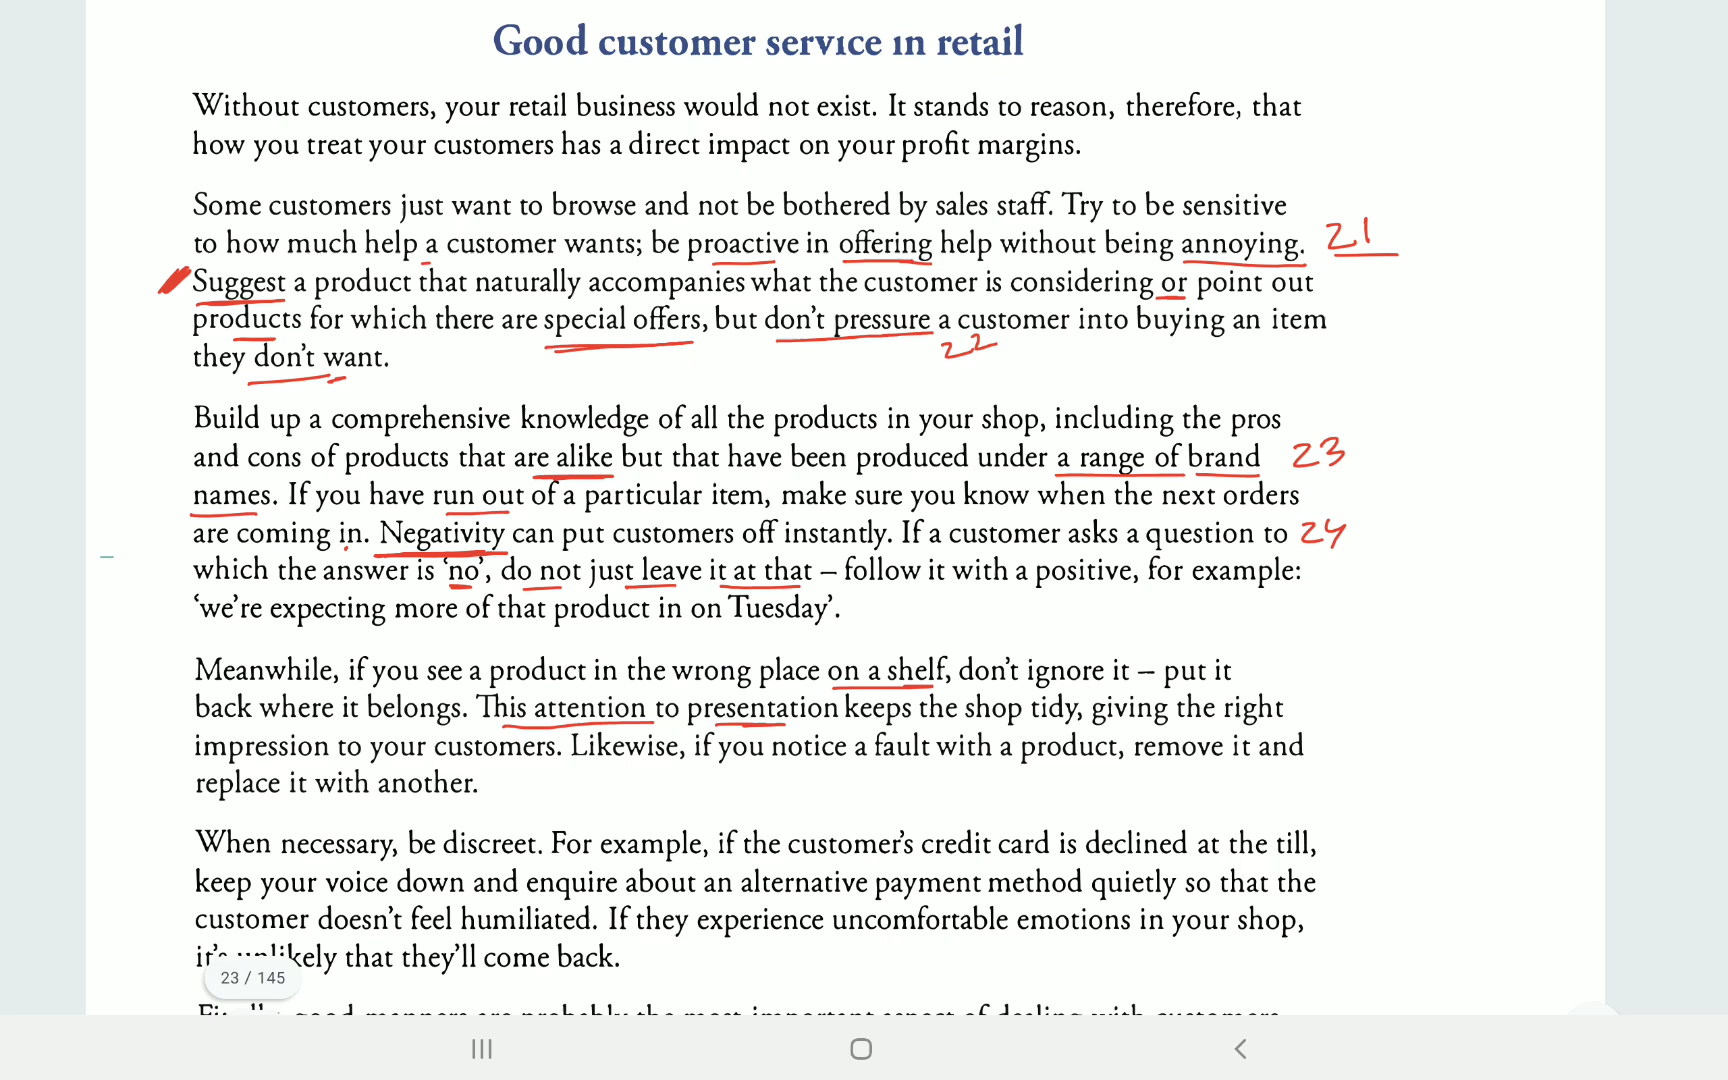 Good customer service in retail
Without customers, your retail business would not exist. It stands to reason, therefore, that
how you treat your customers has a direct impact on your profit margins.
Some customers just want to browse and not be bothered by sales staff. Try to be sensitive
to how much help a customer wants; be proactive in offering help without being annoying. 21
Suggest a product that naturally accompanies what the customer is considering or point out
products for which there are special offers, but don't pressure a customer into buying an item
22
they don't want.
Build up a comprehensive knowledge of all the products in your shop, including the pros
and cons of products that are alike but that have been produced under a range of brand 23
names. If you have run out of a particular item, make sure you know when the next orders
are coming in. Negativity can put customers off instantly. If a customer asks a question to 24
which the answer is ‘no’, do not just leave it at that – follow it with a positive, for example:
‘we're expecting more of that product in on Tuesday’.
Meanwhile, if you see a product in the wrong place on a shelf, don't ignore it – put it
back where it belongs. This attention to presentation keeps the shop tidy, giving the right
impression to your customers. Likewise, if you notice a fault with a product, remove it and
replace it with another.
When necessary, be discreet. For example, if the customer's credit card is declined at the till,
keep your voice down and enquire about an alternative payment method quietly so that the
customer doesn't feel humiliated. If they experience uncomfortable emotions in your shop,
it's unlikely that they'll come back.
23 / 145
good manners are probably the most important aspect of dealing with customers